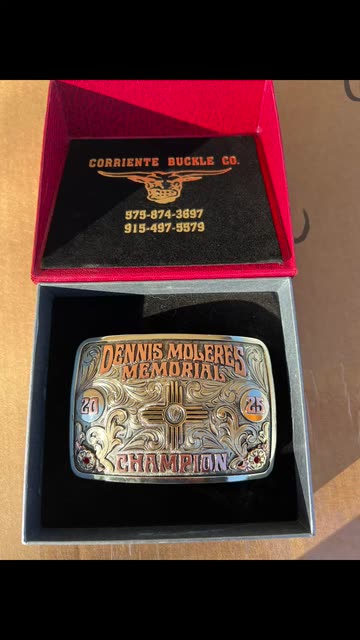 CORRIENTE BUCKLE CO.
575-874-3697
915-497-5579
DENNIS MOLERES
MEMORIAL
20 25
CHAMPION